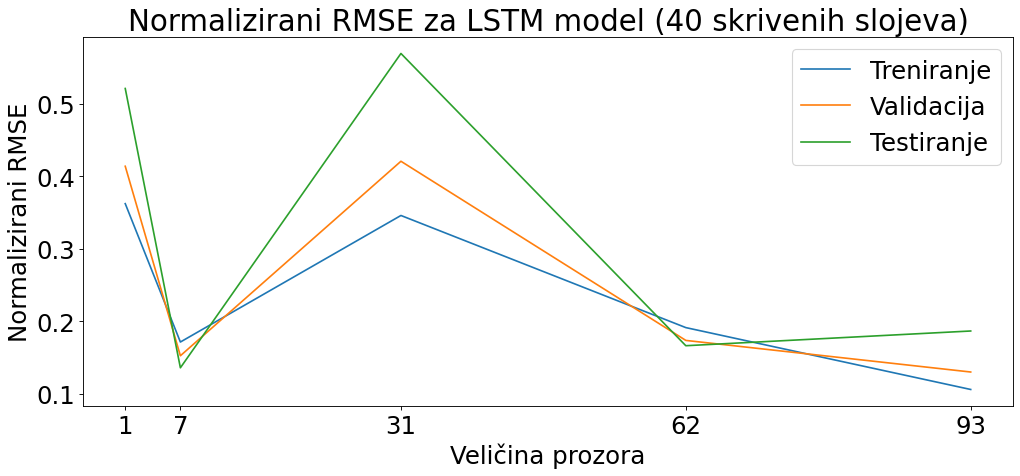 Normalizirani RMSE za LSTM model (40 skrivenih slojeva)
Normalizirani RMSE
0.5
0.4
0.3
0.2
0.1
Treniranje
Validacija
Testiranje
1 7 31 62 93
Veličina prozora